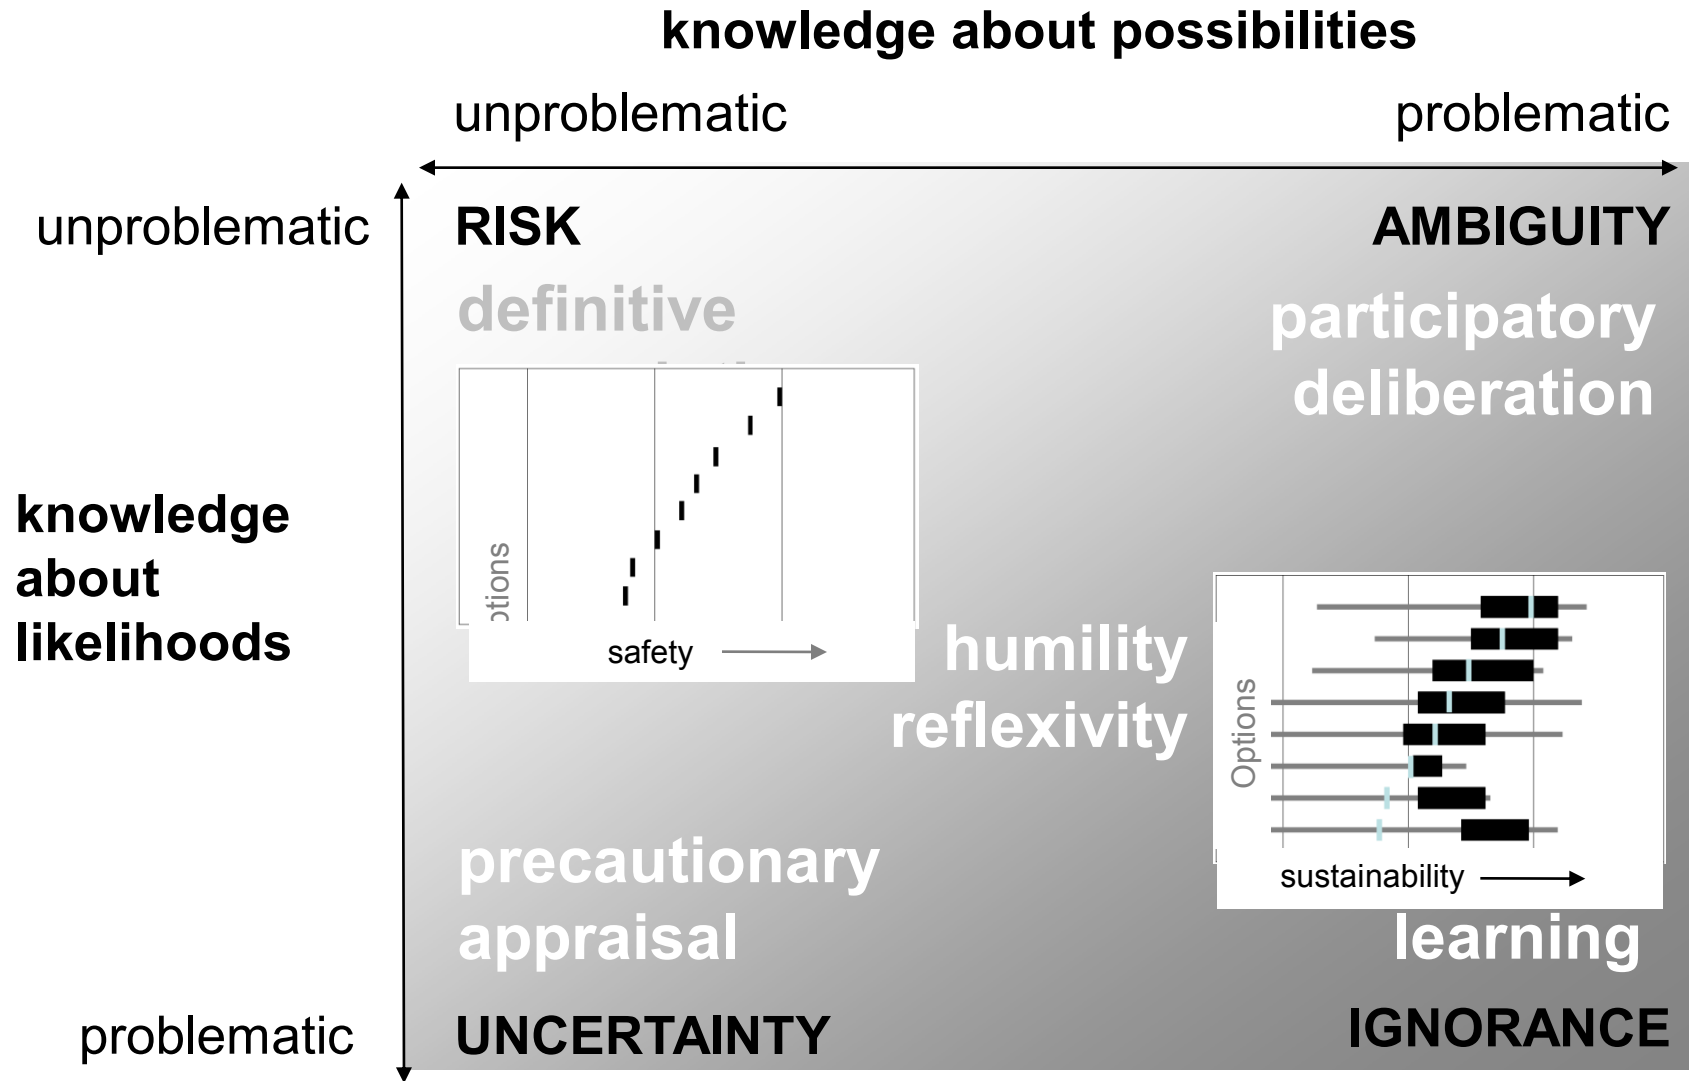 knowledge about possibilities
unproblematic
problematic
unproblematic
RISK
AMBIGUITY
definitive
participatory
deliberation
knowledge
about
likelihoods
safety
humility
reflexivity
Options
sustainability
precautionary
appraisal
learning
problematic
UNCERTAINTY
IGNORANCE